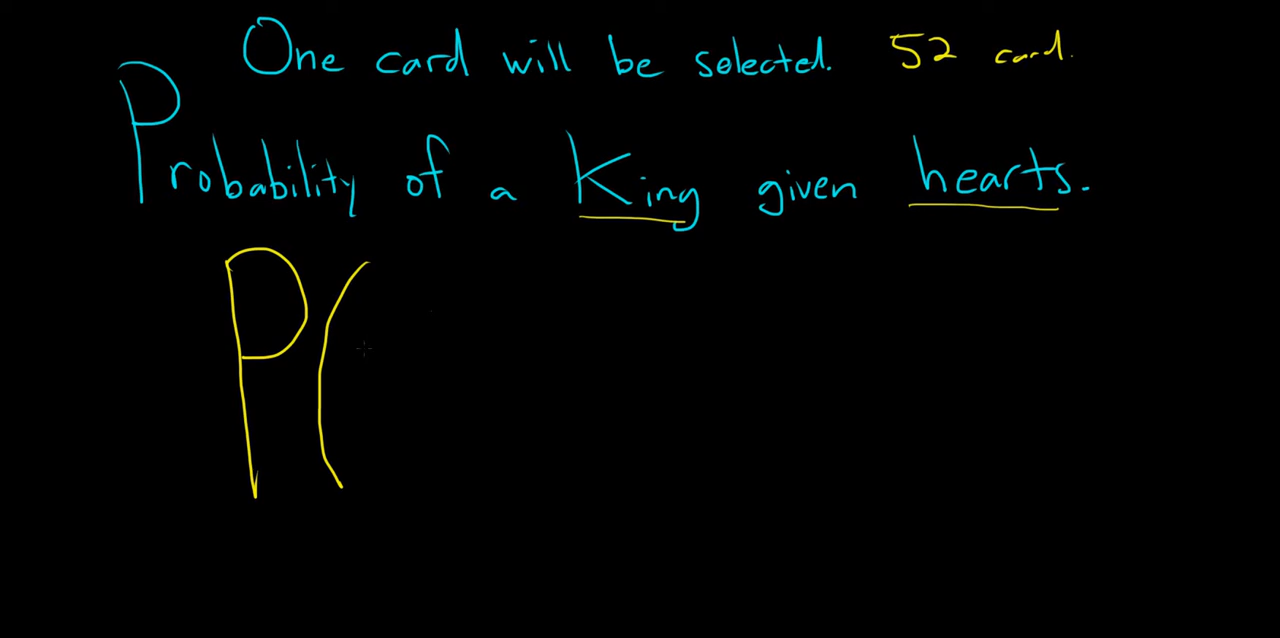 One card will be selected. 52 card.
Probability of a King given hearts.
P(